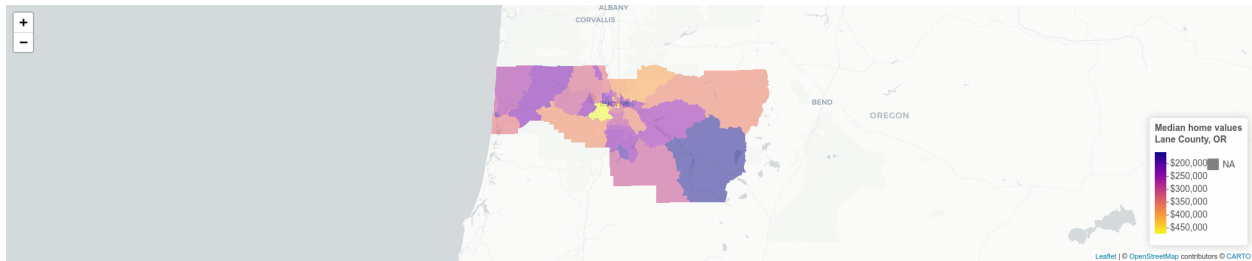 +
−
ALBANY
CORVALLIS
BEND
OREGON
Median home values
Lane County, OR
$200,000
NA
$250,000
$300,000
$350,000
$400,000
$450,000
Leaflet | © OpenStreetMap contributors © CARTO